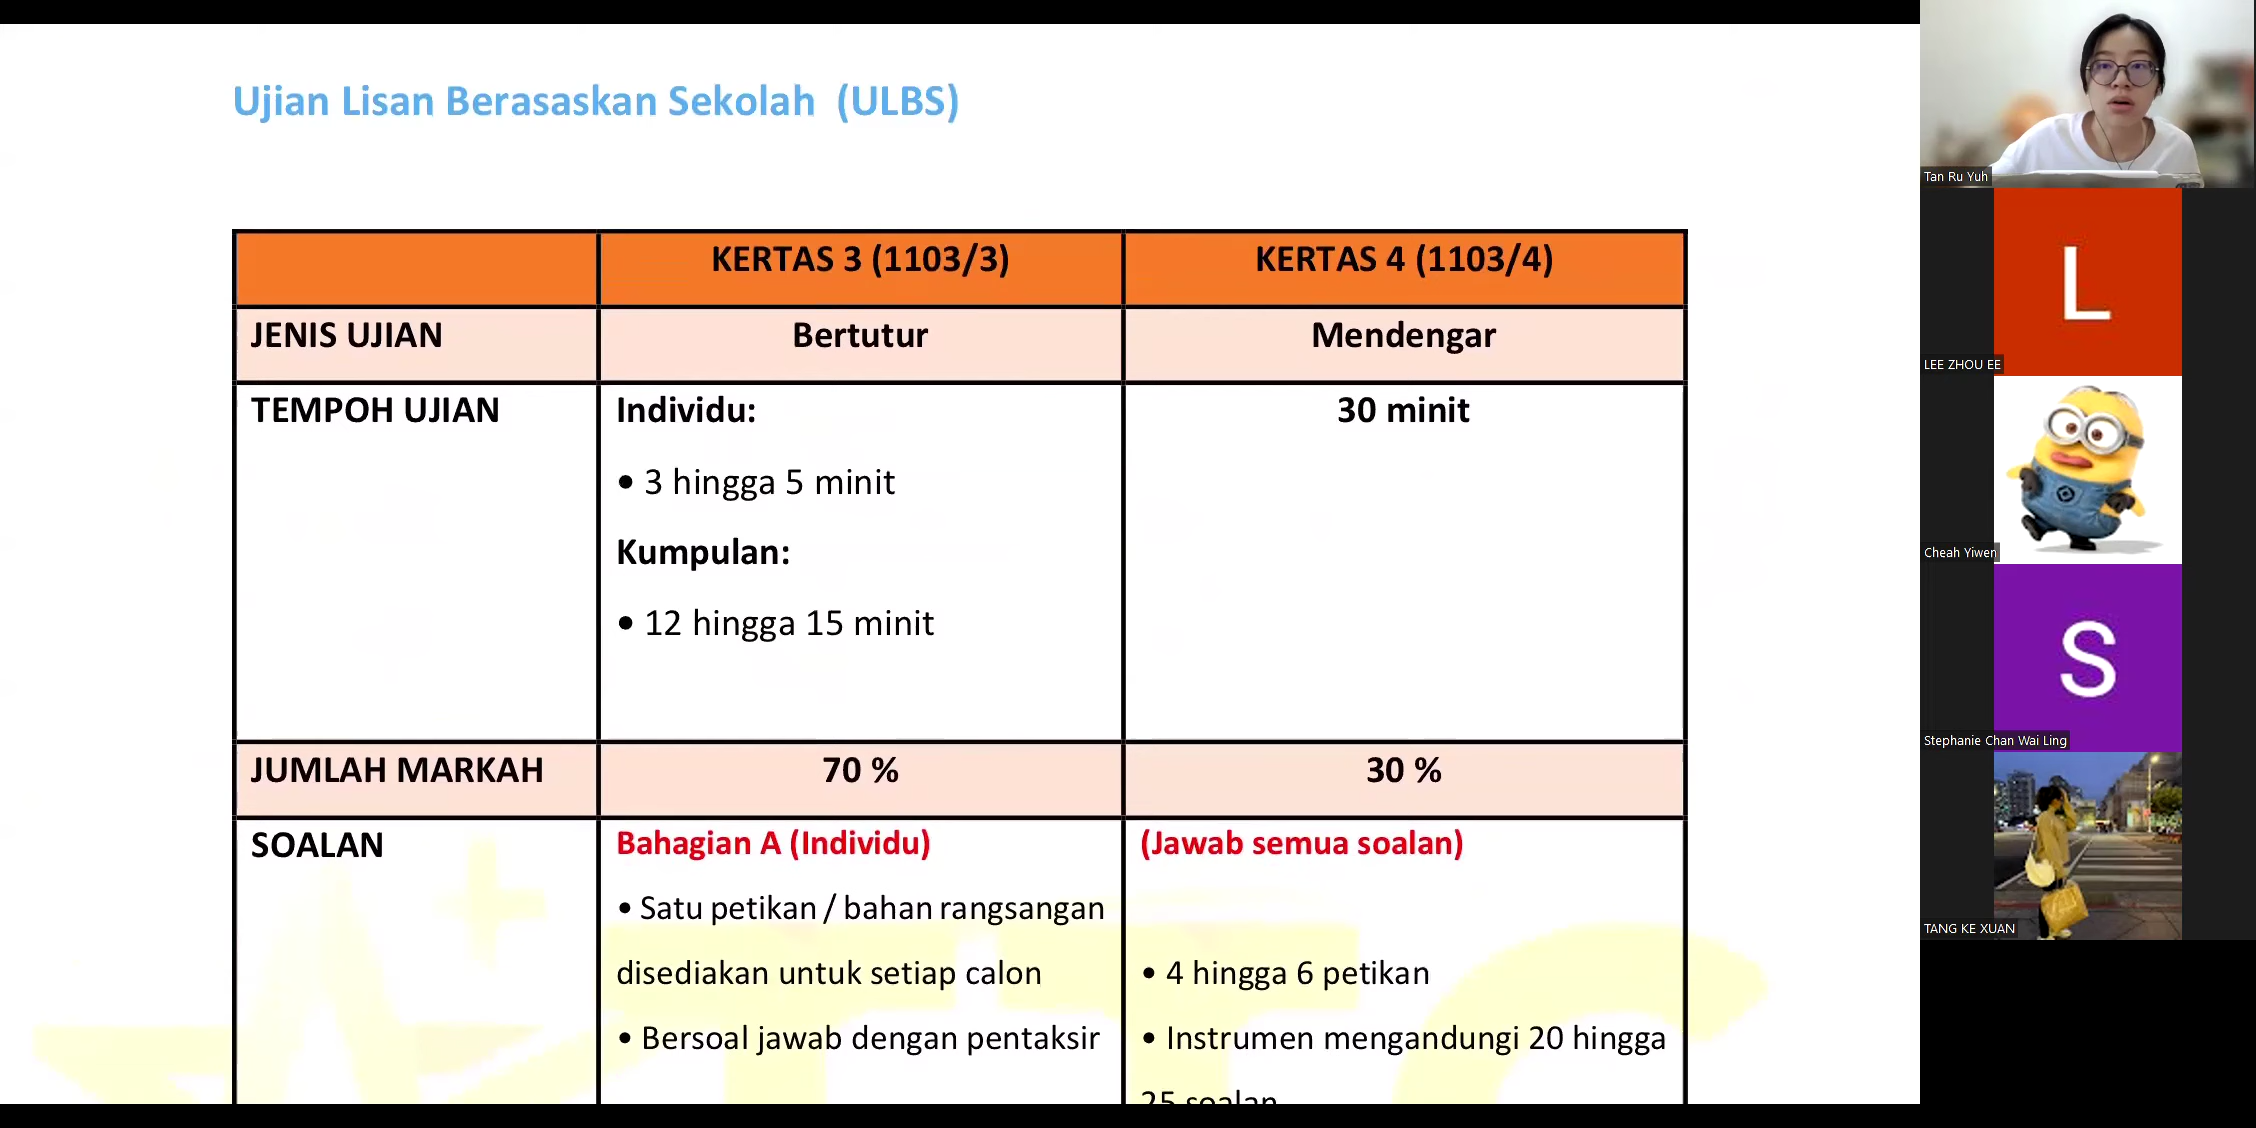 Ujian Lisan Berasaskan Sekolah (ULBS)
KERTAS 3 (1103/3)
KERTAS 4 (1103/4)
JENIS UJIAN
Bertutur
Mendengar
TEMPOH UJIAN
Individu:
• 3 hingga 5 minit
Kumpulan:
• 12 hingga 15 minit
30 minit
JUMLAH MARKAH
70 %
30 %
SOALAN
Bahagian A (Individu)
• Satu petikan / bahan rangsangan
disediakan untuk setiap calon
• Bersoal jawab dengan pentaksir
(Jawab semua soalan)
• 4 hingga 6 petikan
• Instrumen mengandungi 20 hingga
25 soalan
Tan Ru Yuh
L
LEE ZHOU EE
Cheah Yiwen
S
Stephanie Chan Wai Ling
TANG KE XUAN